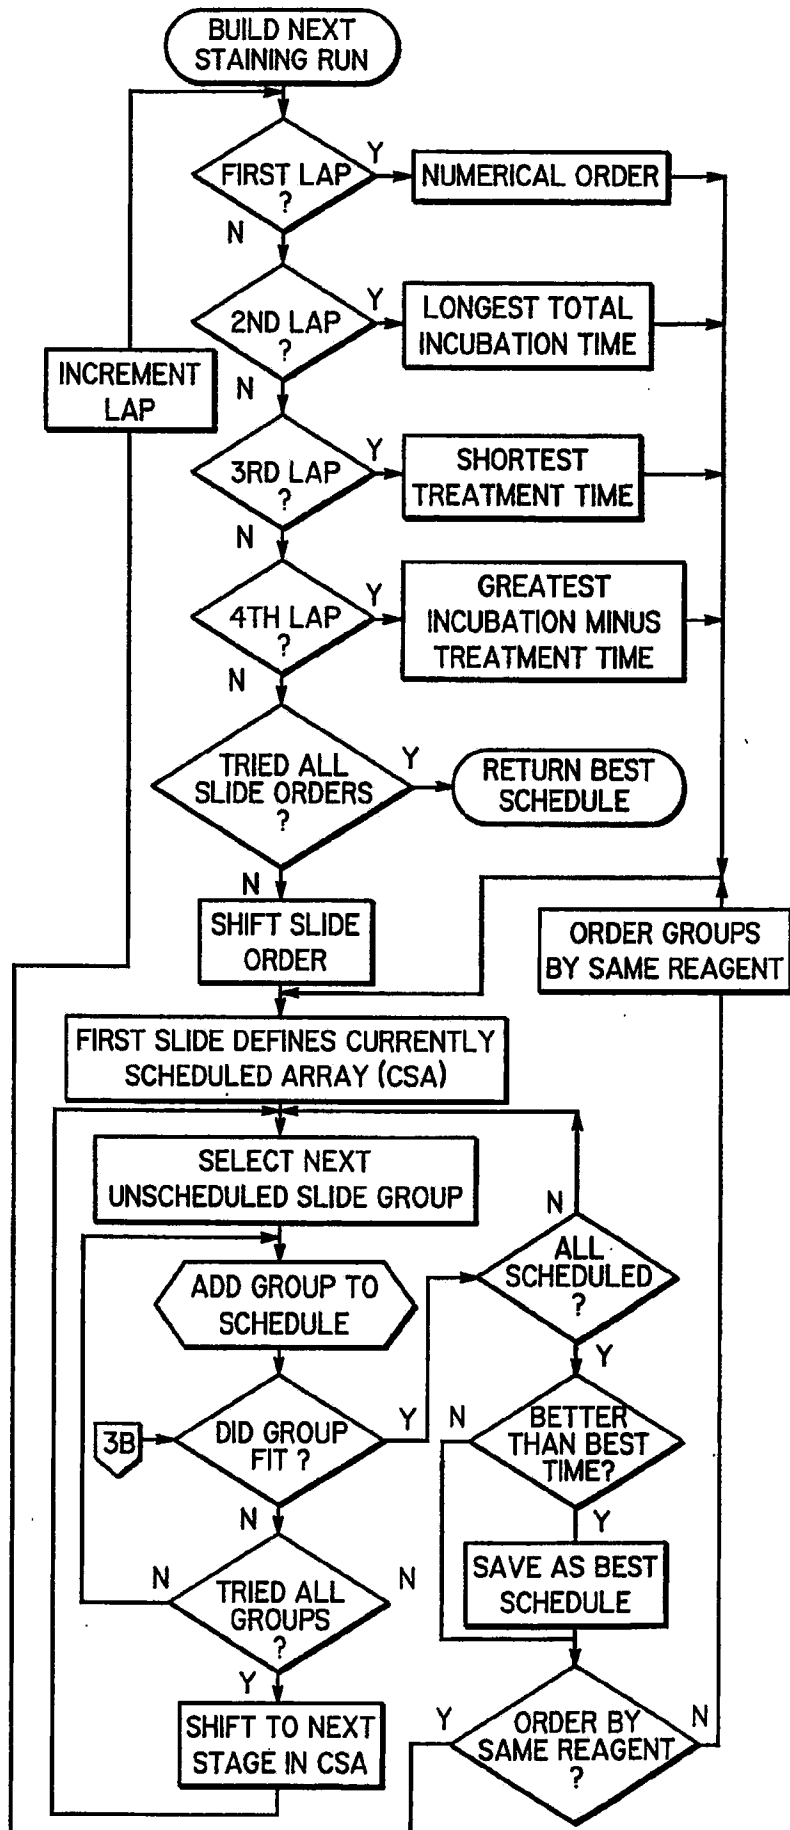 BUILD NEXT
STAINING RUN
FIRST LAP
?
Y
NUMERICAL ORDER
N
2ND LAP
?
Y
LONGEST TOTAL
INCUBATION TIME
INCREMENT
LAP
N
3RD LAP
?
Y
SHORTEST
TREATMENT TIME
N
4TH LAP
?
Y
GREATEST
INCUBATION MINUS
TREATMENT TIME
N
TRIED ALL
SLIDE ORDERS
?
Y
RETURN BEST
SCHEDULE
N
SHIFT SLIDE
ORDER
ORDER GROUPS
BY SAME REAGENT
FIRST SLIDE DEFINES CURRENTLY
SCHEDULED ARRAY (CSA)
SELECT NEXT
UNSCHEDULED SLIDE GROUP
N
ALL
SCHEDULED
?
ADD GROUP TO
SCHEDULE
Y
3B
DID GROUP
FIT ?
Y
N
BETTER
THAN BEST
TIME?
N
Y
SAVE AS BEST
SCHEDULE
N
TRIED ALL
GROUPS
?
N
Y
SHIFT TO NEXT
STAGE IN CSA
Y
ORDER BY
SAME REAGENT
?
N